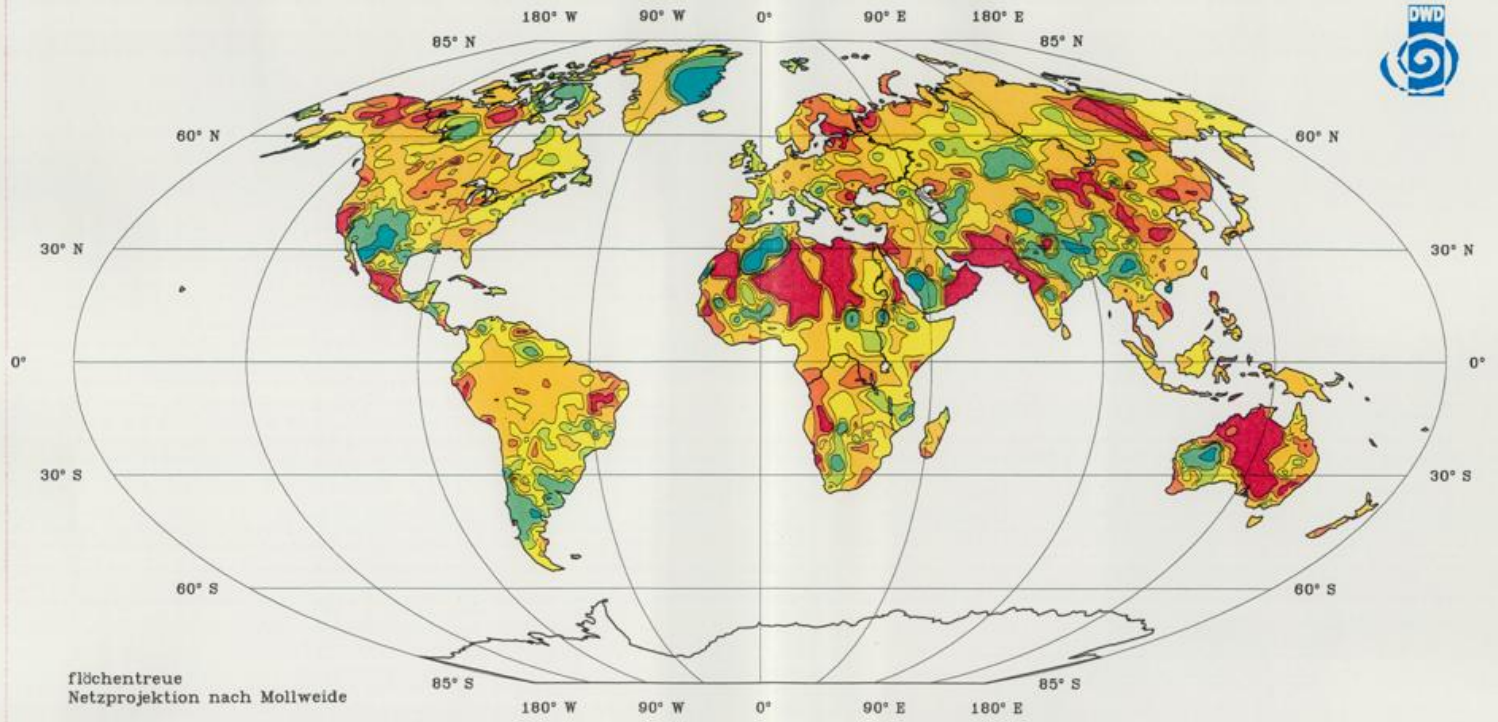 180° W 90° W 0° 90° E 180° E
DWD
85° N 85° N
60° N 60° N
30° N 30° N
0° 0°
30° S 30° S
60° S 60° S
flächentreue
Netzprojektion nach Mollweide
85° S 85° S
180° W 90° W 0° 90° E 180° E